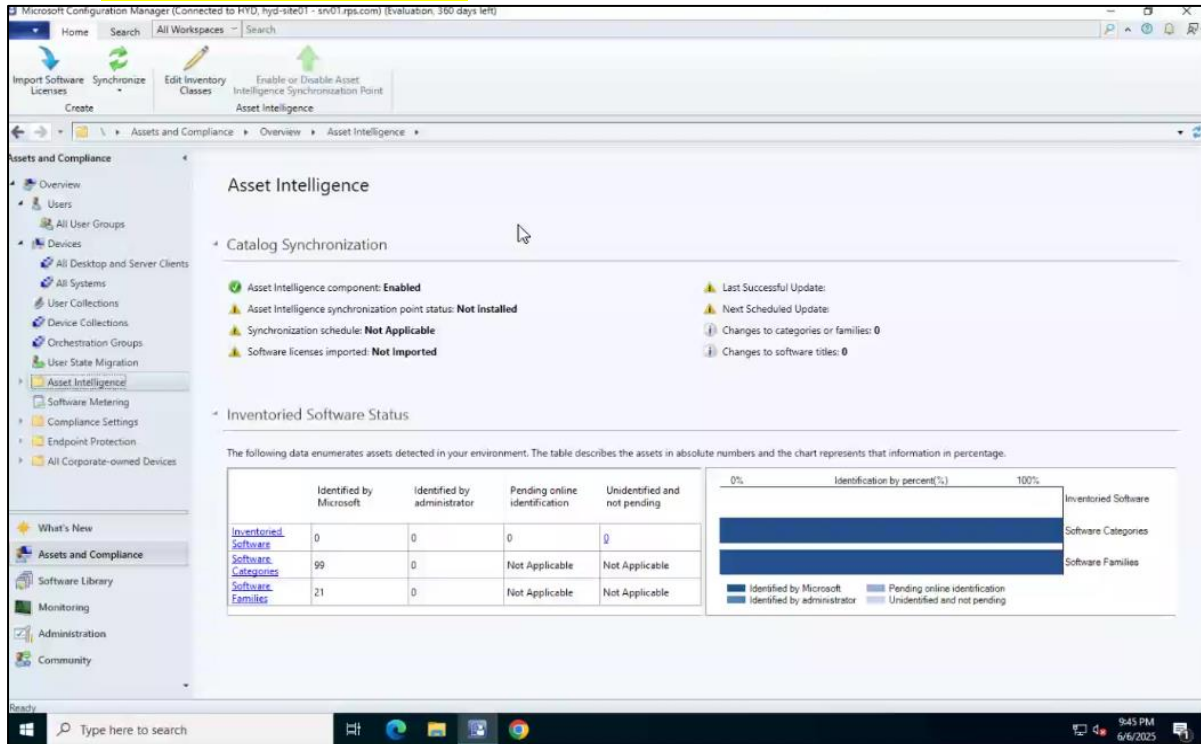 Microsoft Configuration Manager (Connected to HYD, hyd-site01 - srv01.rps.com) (Evaluation, 360 days left)
Home Search All Workspaces Search
Import Software Licenses
Synchronize
Edit Inventory Classes
Enable or Disable Asset Intelligence Synchronization Point
Create
Asset Intelligence
\ Assets and Compliance Overview Asset Intelligence
Assets and Compliance
Overview
Users
All User Groups
Devices
All Desktop and Server Clients
All Systems
User Collections
Device Collections
Orchestration Groups
User State Migration
Asset Intelligence
Software Metering
Compliance Settings
Endpoint Protection
All Corporate-owned Devices
What's New
Assets and Compliance
Software Library
Monitoring
Administration
Community
Asset Intelligence
Catalog Synchronization
Asset Intelligence component: Enabled
Asset Intelligence synchronization point status: Not installed
Synchronization schedule: Not Applicable
Software licenses imported: Not Imported
Last Successful Update:
Next Scheduled Update:
Changes to categories or families: 0
Changes to software titles: 0
Inventoried Software Status
The following data enumerates assets detected in your environment. The table describes the assets in absolute numbers and the chart represents that information in percentage.
Identified by Microsoft
Identified by administrator
Pending online identification
Unidentified and not pending
Inventoried Software 0 0 0 0
Software Categories 99 0 Not Applicable Not Applicable
Software Families 21 0 Not Applicable Not Applicable
0% Identification by percent(%) 100%
Inventoried Software
Software Categories
Software Families
Identified by Microsoft Pending online identification
Identified by administrator Unidentified and not pending
Ready
Type here to search
9:45 PM
6/6/2025